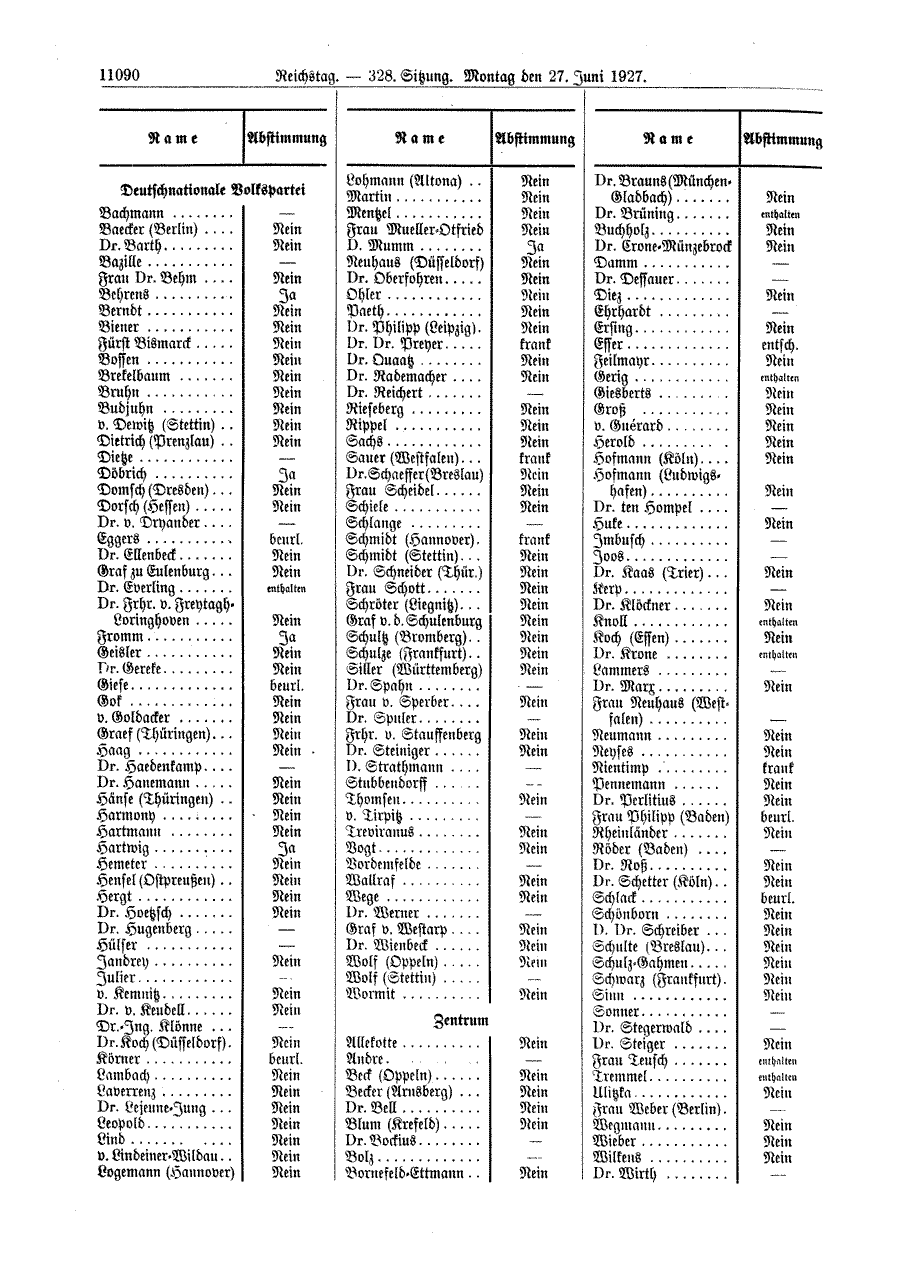 11090 Reichstag. — 328. Sitzung. Montag den 27. Juni 1927.
Name Abstimmung
Deutschnationale Volkspartei
Bachmann ........ —
Baecker (Berlin) .... Nein
Dr. Barth........ Nein
Bazille ........... —
Frau Dr. Behm .... Nein
Behrens .......... Ja
Berndt ........... Nein
Biener ........... Nein
Fürst Bismarck ..... Nein
Bossen ........... Nein
Brekelbaum ....... Nein
Bruhn ........... Nein
Budjuhn ......... Nein
v. Dewitz (Stettin) .. Nein
Dietrich (Prenzlau) .. Nein
Dietze ............ —
Döbrich .......... Ja
Domsch (Dresden)... Nein
Dorsch (Hessen) ..... Nein
Dr. v. Dryander .... —
Eggers ........... beurl.
Dr. Ellenbeck....... Nein
Graf zu Eulenburg... Nein
Dr. Everling ....... enthalten
Dr. Frhr. v. Freytagh-
Loringhoven ..... Nein
Fromm ........... Ja
Geisler ........... Nein
Dr. Gereke......... Nein
Giese............. beurl.
Gok ............. Nein
v. Goldacker ....... Nein
Graef (Thüringen)... Nein
Haag ............ Nein
Dr. Haedenkamp.... —
Dr. Hanemann ..... Nein
Hänse (Thüringen) .. Nein
Harmony ......... Nein
Hartmann ........ Nein
Hartwig .......... Ja
Hemeter .......... Nein
Hensel (Ostpreußen) .. Nein
Hergt ............ Nein
Dr. Hoetzsch ....... Nein
Dr. Hugenberg ..... —
Hülser ........... —
Jandrey .......... Nein
Julier............ —
v. Kemnitz......... Nein
Dr. v. Keudell...... Nein
Dr.-Ing. Klönne ... —
Dr. Koch (Düsseldorf). Nein
Körner ........... beurl.
Lambach .......... Nein
Laverrenz ......... Nein
Dr. Lejeune-Jung ... Nein
Leopold........... Nein
Lind ....... .... Nein
v. Lindeiner-Wildau.. Nein
Logemann (Hannover) Nein
Name Abstimmung
Lohmann (Altona) .. Nein
Martin ........... Nein
Mentzel ........... Nein
Frau Mueller-Otfried Nein
D. Mumm ........ Ja
Neuhaus (Düsseldorf) Nein
Dr. Oberfohren..... Nein
Ohler ............ Nein
Paeth............ Nein
Dr. Philipp (Leipzig). Nein
Dr. Dr. Preyer..... krank
Dr. Quaatz ........ Nein
Dr. Rademacher .... Nein
Dr. Reichert ....... —
Rieseberg ......... Nein
Rippel ........... Nein
Sachs ............ Nein
Sauer (Westfalen)... krank
Dr. Schaeffer (Breslau) Nein
Frau Scheidel...... Nein
Schiele ........... Nein
Schlange ......... —
Schmidt (Hannover). krank
Schmidt (Stettin)... Nein
Dr. Schneider (Thür.) Nein
Frau Schott........ Nein
Schröter (Liegnitz)... Nein
Graf v. d. Schulenburg Nein
Schultz (Bromberg).. Nein
Schulze (Frankfurt).. Nein
Siller (Württemberg) Nein
Dr. Spahn ........ —
Frau v. Sperber.... Nein
Dr. Spuler........ —
Frhr. v. Stauffenberg Nein
Dr. Steiniger ...... Nein
D. Strathmann .... —
Stubbendorff ...... —
Thomsen.......... Nein
v. Tirpitz ......... —
Treviranus ........ Nein
Vogt............. Nein
Vordemfelde ....... —
Wallraf .......... Nein
Wege ............ Nein
Dr. Werner ....... —
Graf v. Westarp .... Nein
Dr. Wienbeck ...... Nein
Wolf (Oppeln) ..... Nein
Wolf (Stettin) ..... —
Wormit .......... Nein
Zentrum
Allekotte .......... Nein
Andre. —
Beck (Oppeln)...... Nein
Becker (Arnsberg) ... Nein
Dr. Bell .......... Nein
Blum (Krefeld) ..... Nein
Dr. Bockius........ —
Bolz ............. —
Bornefeld-Ettmann .. Nein
Name Abstimmung
Dr. Brauns (München-
Gladbach) ....... Nein
Dr. Brüning....... enthalten
Buchholz.......... Nein
Dr. Crone-Münzebrock Nein
Damm ........... —
Dr. Dessauer....... —
Diez ............. Nein
Ehrhardt ......... —
Ersing............ Nein
Esser ............ entsch.
Feilmayr.......... Nein
Gerig ............ enthalten
Giesberts ......... Nein
Groß ........... Nein
v. Guérard ........ Nein
Herold ......... . Nein
Hofmann (Köln).... Nein
Hofmann (Ludwigs-
hafen) .......... Nein
Dr. ten Hompel .... —
Huke ............ Nein
Imbusch .......... —
Joos............. —
Dr. Kaas (Trier) ... Nein
Kerp............. —
Dr. Klöckner ....... Nein
Knoll ............ enthalten
Koch (Essen) ....... Nein
Dr. Krone ........ enthalten
Lammers ......... —
Dr. Marx......... Nein
Frau Neuhaus (West-
falen) .......... —
Neumann ......... Nein
Neyses ........... Nein
Nientimp ......... krank
Pennemann ....... Nein
Dr. Perlitius ...... Nein
Frau Philipp (Baden) beurl.
Rheinländer ....... Nein
Röder (Baden) .... —
Dr. Roß.......... Nein
Dr. Schetter (Köln).. Nein
Schlack ........... beurl.
Schönborn ........ Nein
D. Dr. Schreiber ... Nein
Schulte (Breslau)... Nein
Schulz-Gahmen..... Nein
Schwarz (Frankfurt). Nein
Sinn ............ Nein
Sonner........... —
Dr. Stegerwald .... —
Dr. Steiger ....... Nein
Frau Teusch ....... enthalten
Tremmel.......... enthalten
Ulitzka ........... Nein
Frau Weber (Berlin). —
Wegmann......... Nein
Wieber ........... Nein
Wilkens .......... Nein
Dr. Wirth ........ —